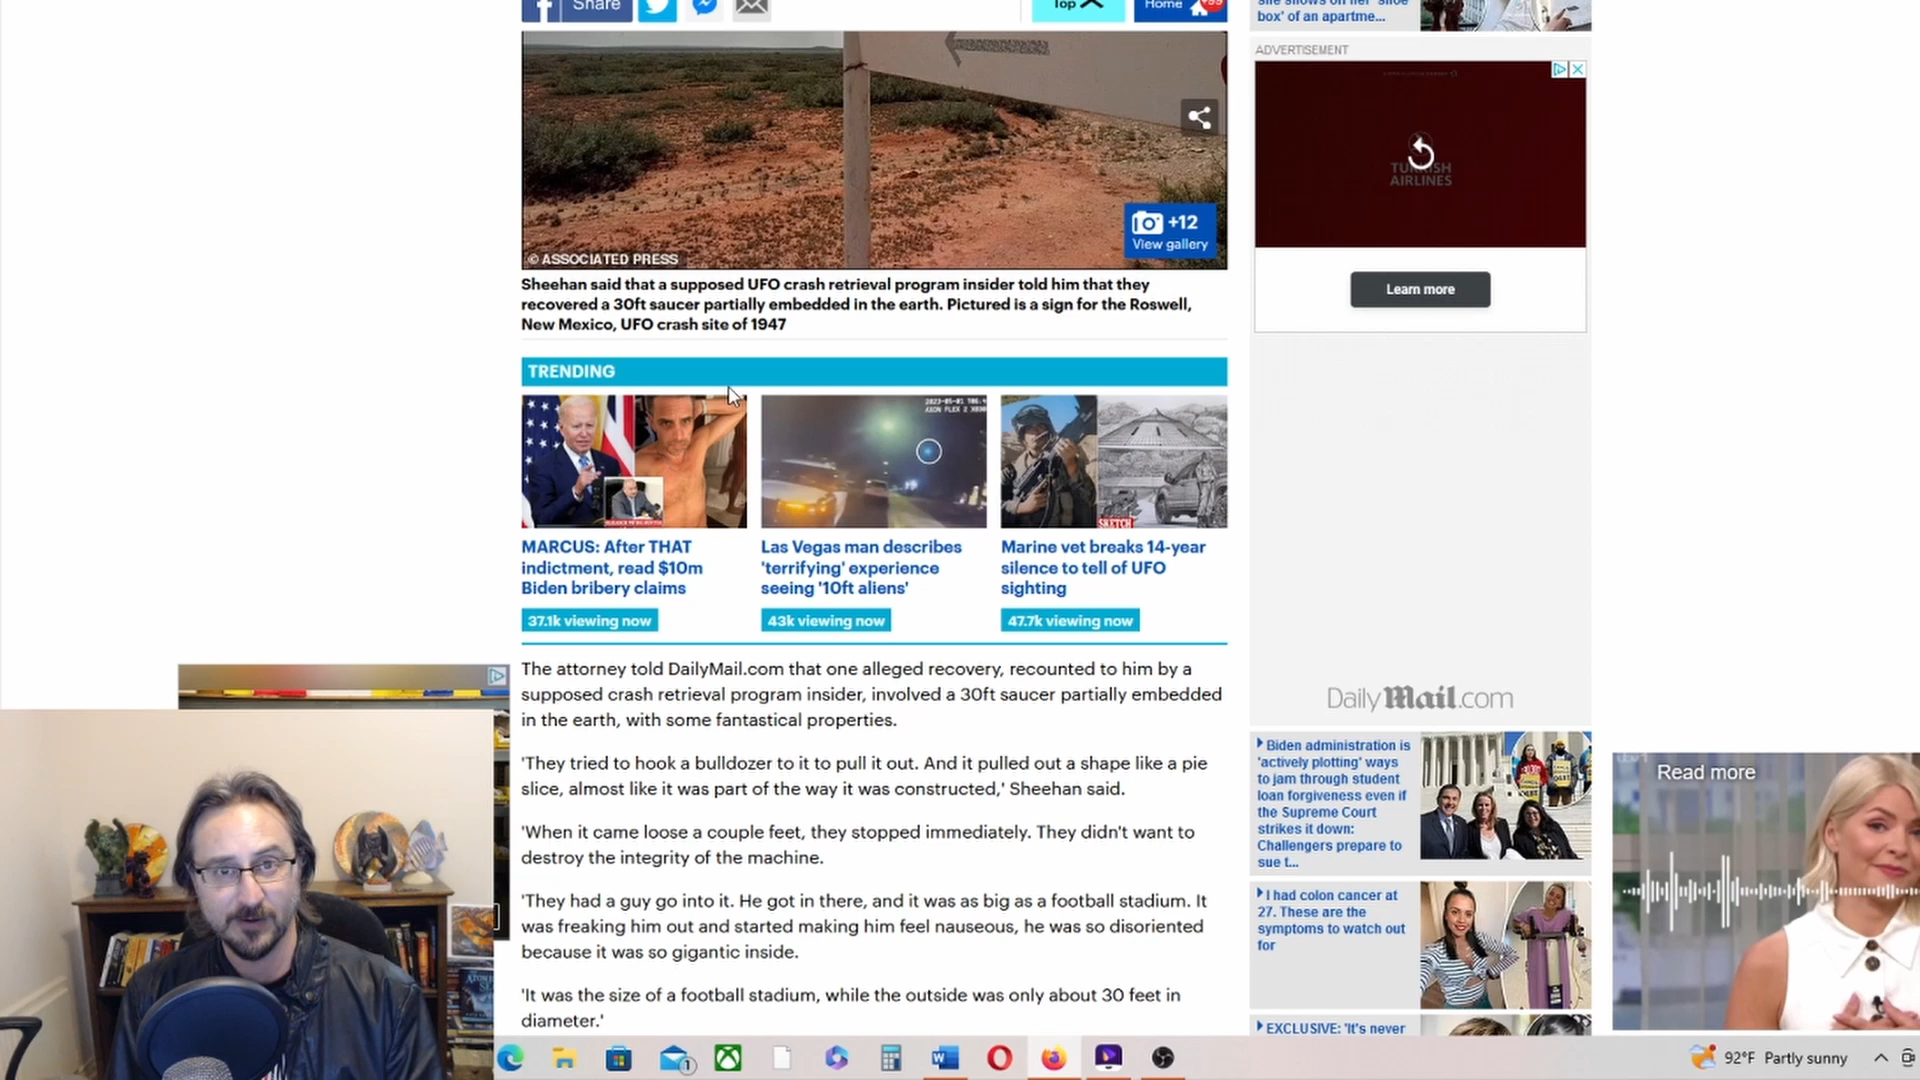 Share
Top
Home
+99
box' of an apartme...
ADVERTISEMENT
TURKISH
AIRLINES
Learn more
© ASSOCIATED PRESS
+12
View gallery
Sheehan said that a supposed UFO crash retrieval program insider told him that they
recovered a 30ft saucer partially embedded in the earth. Pictured is a sign for the Roswell,
New Mexico, UFO crash site of 1947
TRENDING
SKETCH
MARCUS: After THAT
indictment, read $10m
Biden bribery claims
37.1k viewing now
Las Vegas man describes
'terrifying' experience
seeing '10ft aliens'
43k viewing now
Marine vet breaks 14-year
silence to tell of UFO
sighting
47.7k viewing now
The attorney told DailyMail.com that one alleged recovery, recounted to him by a
supposed crash retrieval program insider, involved a 30ft saucer partially embedded
in the earth, with some fantastical properties.
'They tried to hook a bulldozer to it to pull it out. And it pulled out a shape like a pie
slice, almost like it was part of the way it was constructed,' Sheehan said.
'When it came loose a couple feet, they stopped immediately. They didn't want to
destroy the integrity of the machine.
'They had a guy go into it. He got in there, and it was as big as a football stadium. It
was freaking him out and started making him feel nauseous, he was so disoriented
because it was so gigantic inside.
'It was the size of a football stadium, while the outside was only about 30 feet in
diameter.'
DailyMail.com
Biden administration is
'actively plotting' ways
to jam through student
loan forgiveness even if
the Supreme Court
strikes it down:
Challengers prepare to
sue t...
I had colon cancer at
27. These are the
symptoms to watch out
for
EXCLUSIVE: 'It's never
Read more
1
92°F Partly sunny